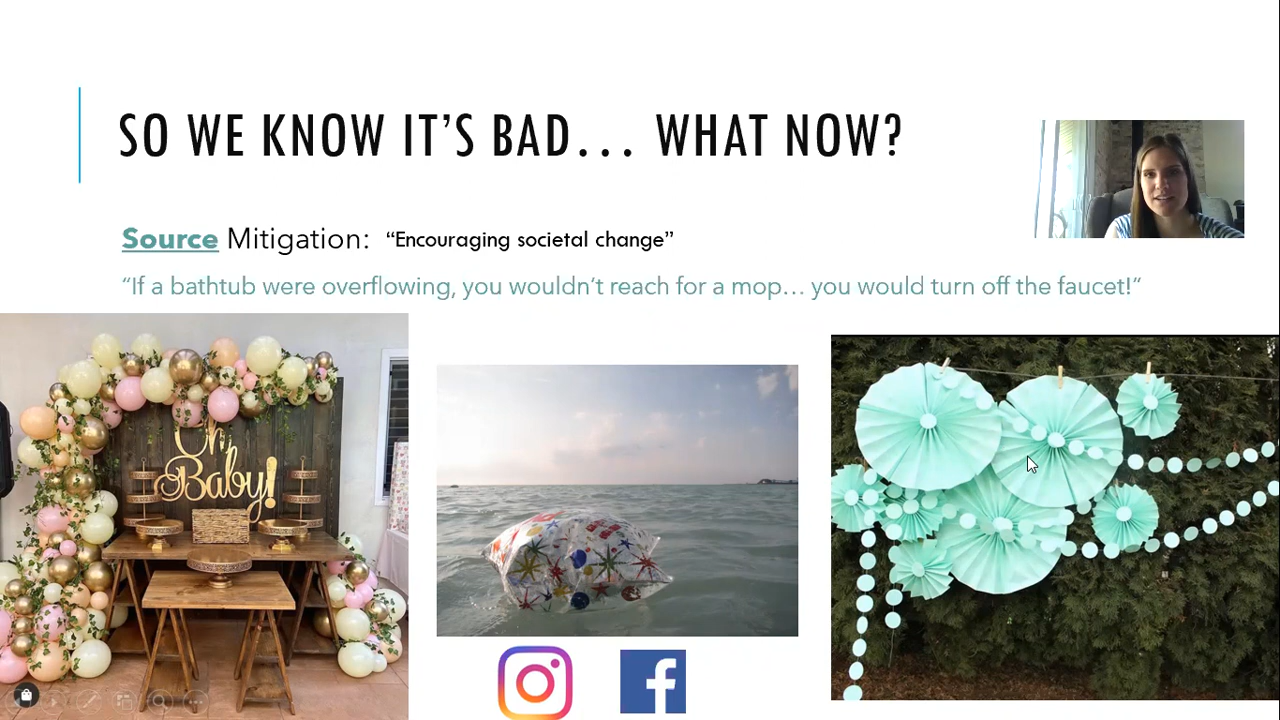 SO WE KNOW IT’S BAD... WHAT NOW?
Source Mitigation: “Encouraging societal change”
“If a bathtub were overflowing, you wouldn’t reach for a mop... you would turn off the faucet!”
Oh
Baby!